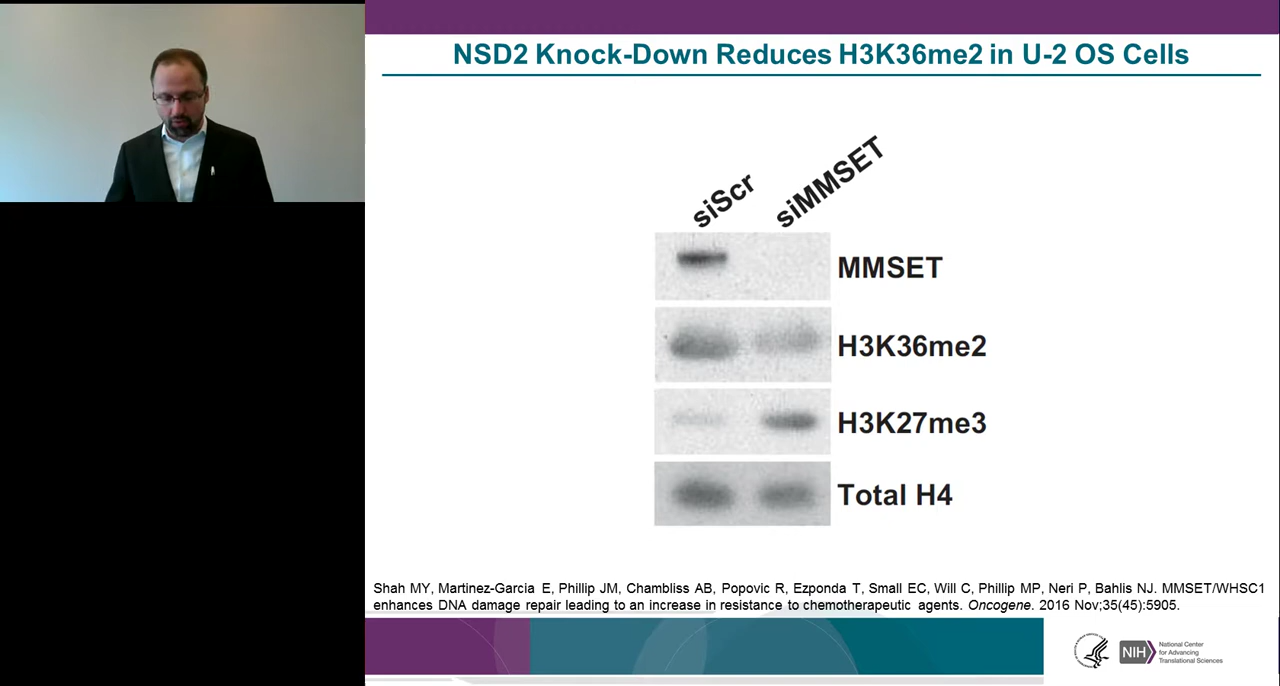 NSD2 Knock-Down Reduces H3K36me2 in U-2 OS Cells
siScr
siMMSET
MMSET
H3K36me2
H3K27me3
Total H4
Shah MY, Martinez-Garcia E, Phillip JM, Chambliss AB, Popovic R, Ezponda T, Small EC, Will C, Phillip MP, Neri P, Bahlis NJ. MMSET/WHSC1
enhances DNA damage repair leading to an increase in resistance to chemotherapeutic agents. Oncogene. 2016 Nov;35(45):5905.
NIH
National Center
for Advancing
Translational Sciences